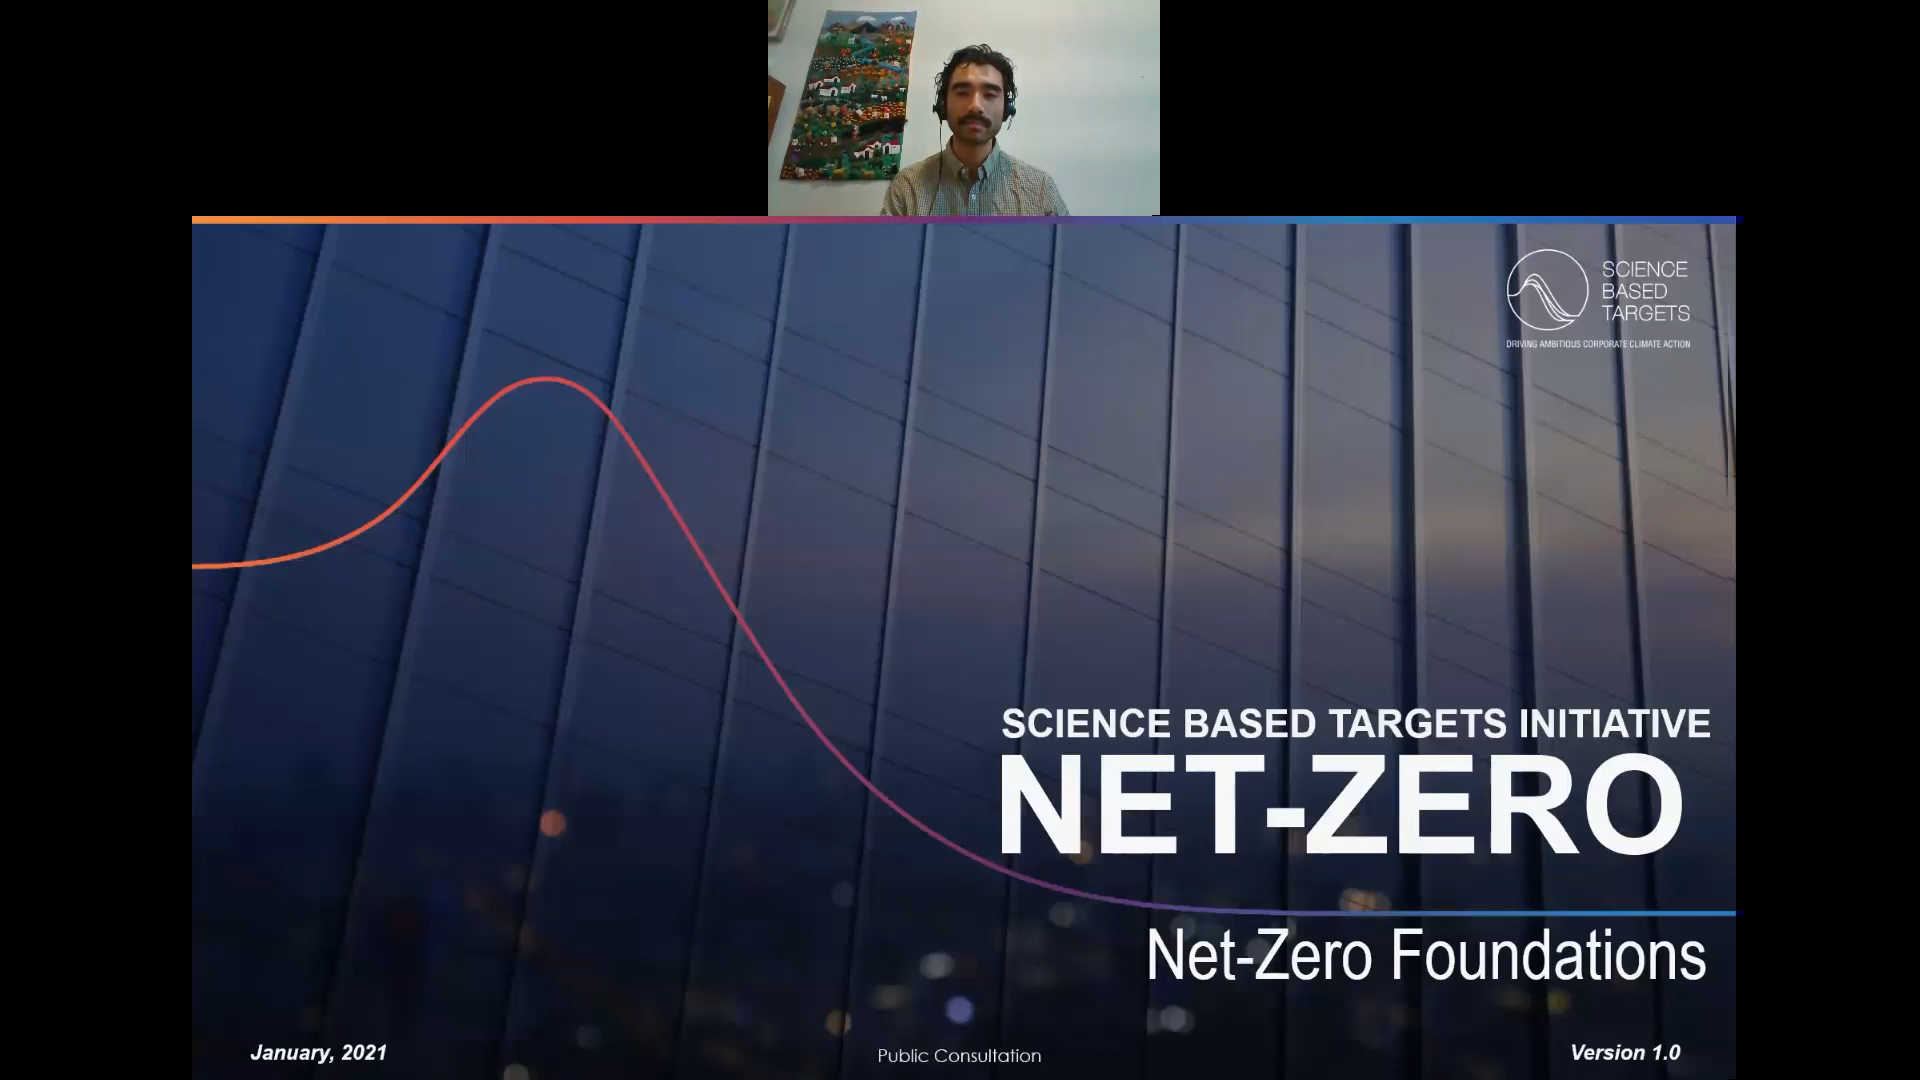 SCIENCE
BASED
TARGETS
DRIVING AMBITIOUS CORPORATE CLIMATE ACTION
SCIENCE BASED TARGETS INITIATIVE
NET-ZERO
Net-Zero Foundations
January, 2021
Public Consultation
Version 1.0